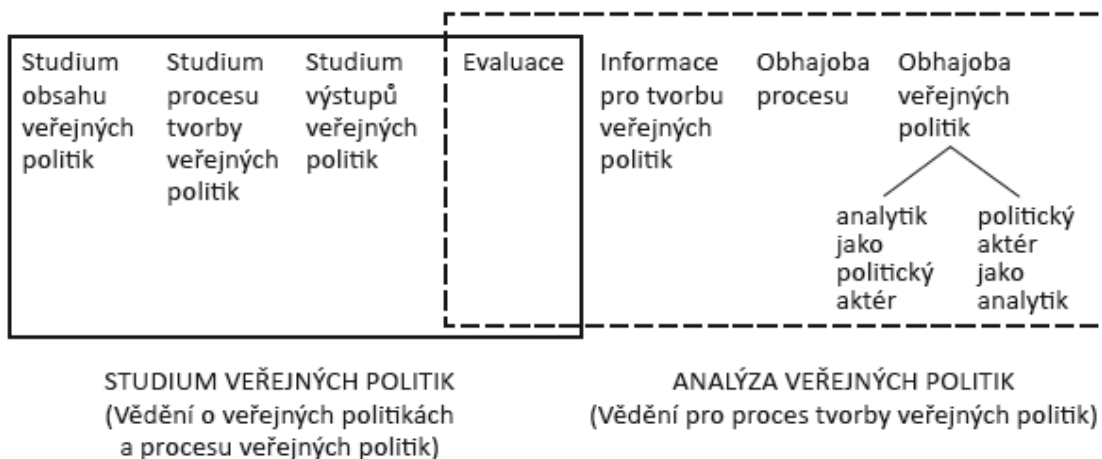 Studium
obsahu
veřejných
politik
Studium
procesu
tvorby
veřejných
politik
Studium
výstupů
veřejných
politik
Evaluace
Informace
pro tvorbu
veřejných
politik
Obhajoba
procesu
Obhajoba
veřejných
politik
analytik
jako
politický
aktér
politický
aktér
jako
analytik
STUDIUM VEŘEJNÝCH POLITIK
(Vědění o veřejných politikách
a procesu veřejných politik)
ANALÝZA VEŘEJNÝCH POLITIK
(Vědění pro proces tvorby veřejných politik)